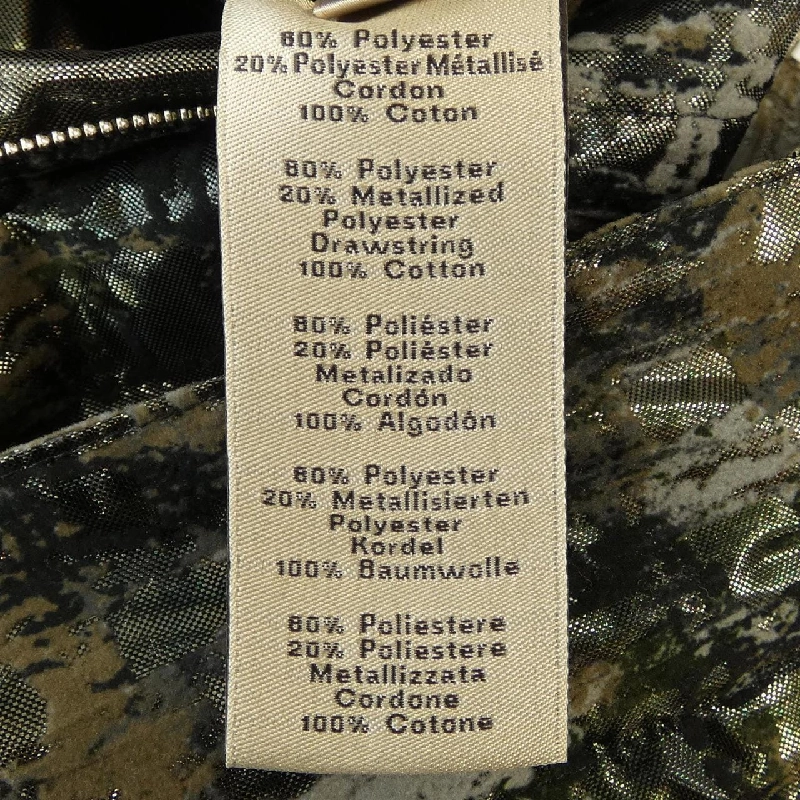 80% Polyester
20% Polyester Métallisé
Cordon
100% Coton
80% Polyester
20% Metallized
Polyester
Drawstring
100% Cotton
80% Poliéster
20% Poliéster
Metalizado
Cordón
100% Algodón
80% Polyester
20% Metallisierten
Polyester
Kordel
100% Baumwolle
80% Poliestere
20% Poliestere
Metallizzata
Cordone
100% Cotone